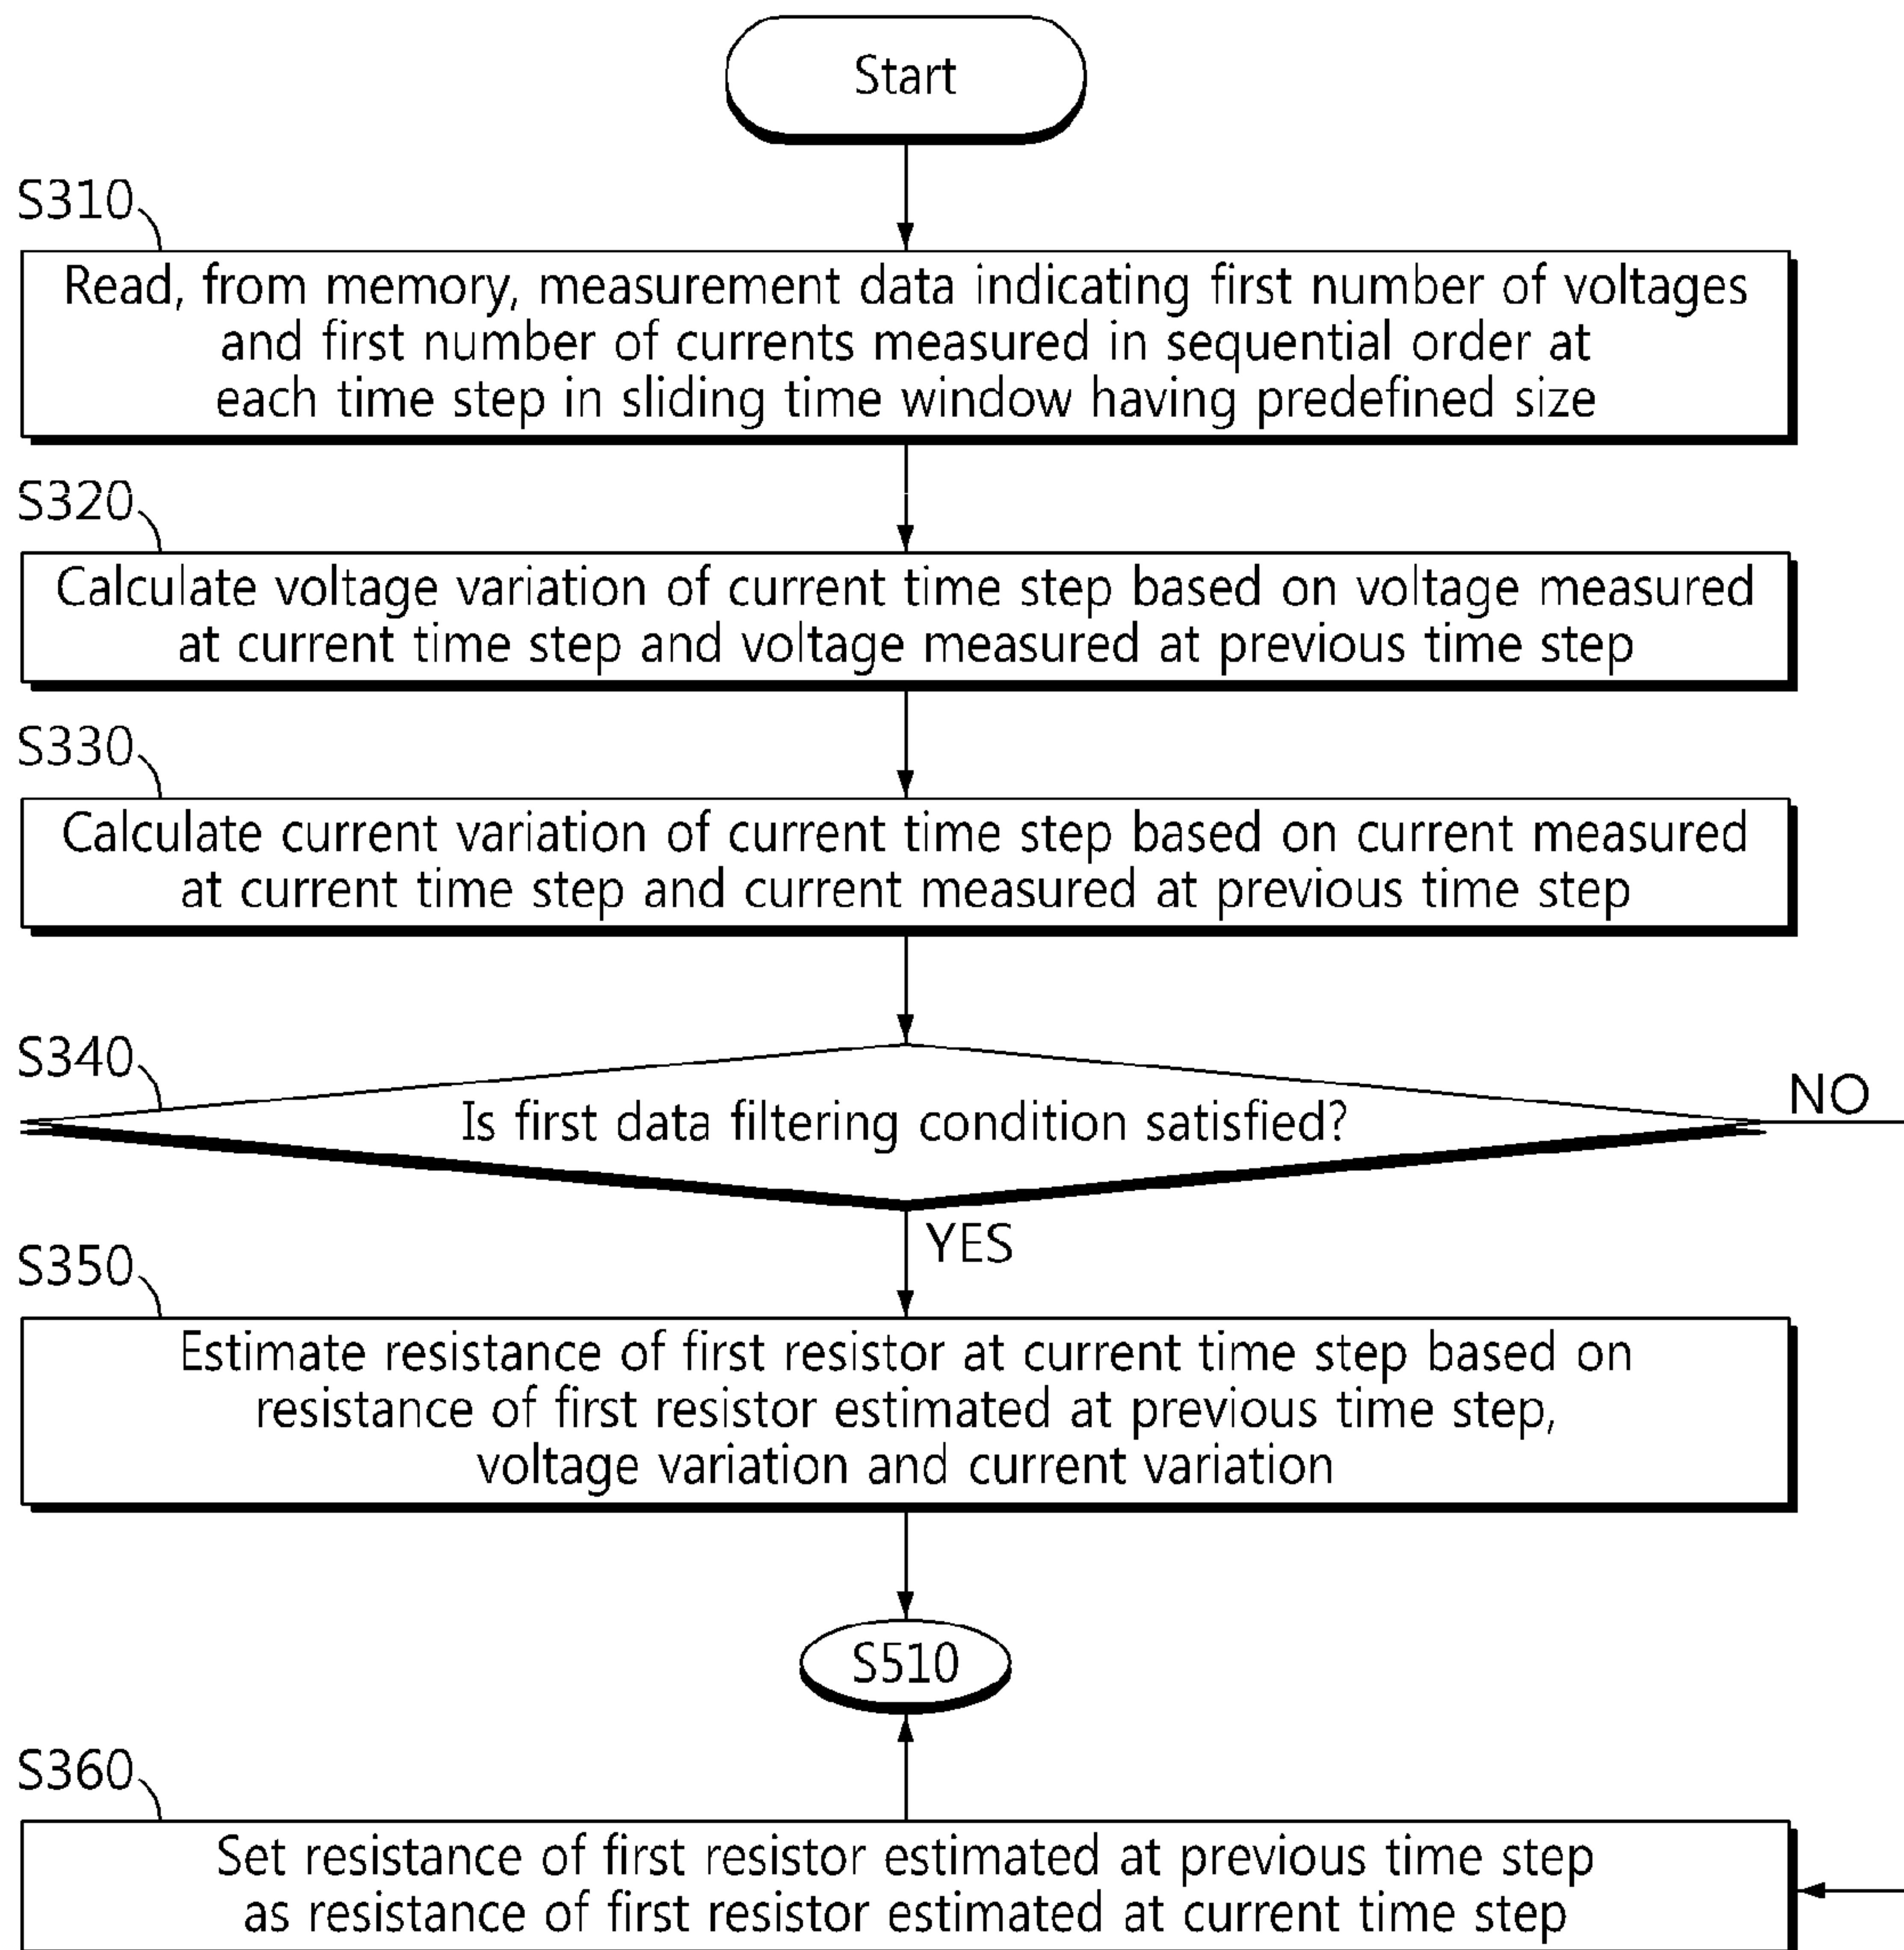 Start
S310
Read, from memory, measurement data indicating first number of voltages
and first number of currents measured in sequential order at
each time step in sliding time window having predefined size
S320
Calculate voltage variation of current time step based on voltage measured
at current time step and voltage measured at previous time step
S330
Calculate current variation of current time step based on current measured
at current time step and current measured at previous time step
S340
Is first data filtering condition satisfied?
NO
YES
S350
Estimate resistance of first resistor at current time step based on
resistance of first resistor estimated at previous time step,
voltage variation and current variation
S510
S360
Set resistance of first resistor estimated at previous time step
as resistance of first resistor estimated at current time step